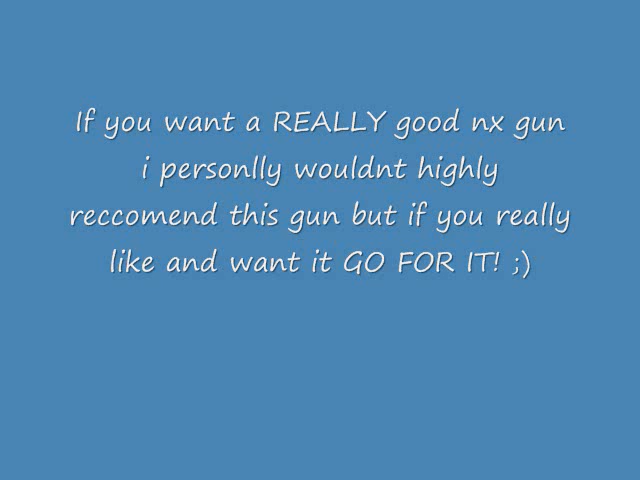 If you want a REALLY good nx gun
i personlly wouldnt highly
reccomend this gun but if you really
like and want it GO FOR IT! ;)